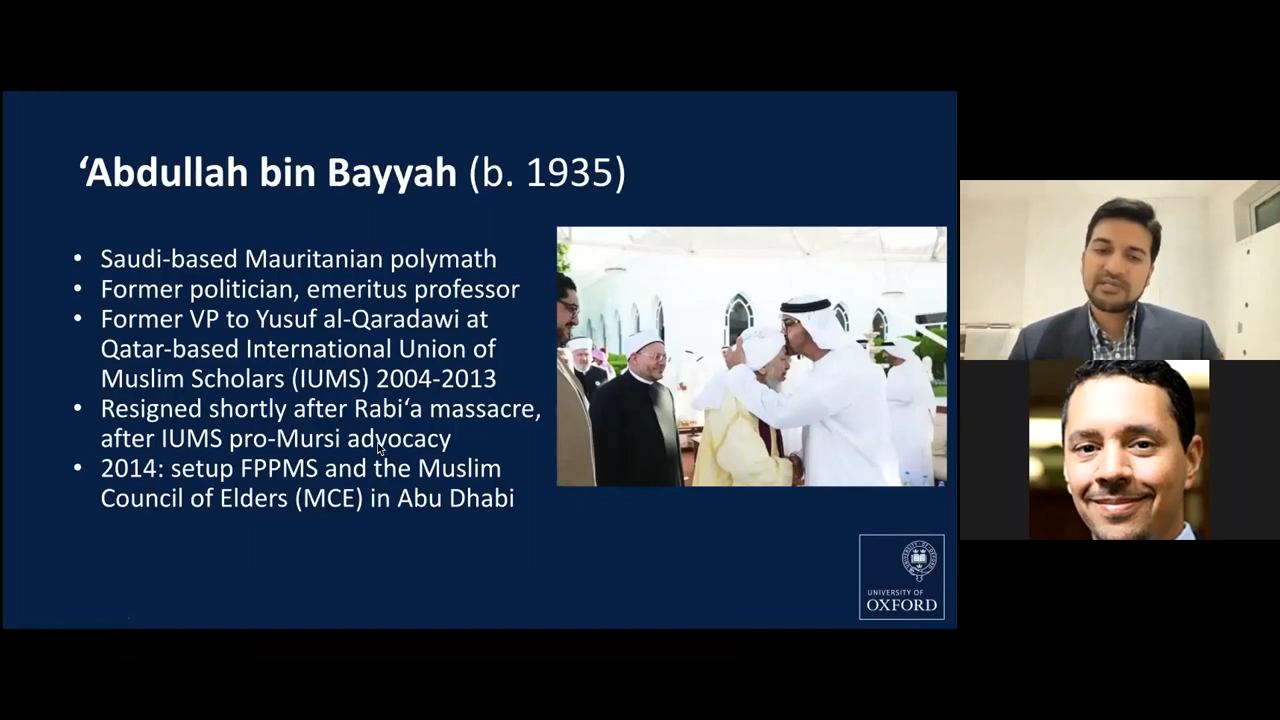 ‘Abdullah bin Bayyah (b. 1935)
• Saudi-based Mauritanian polymath
• Former politician, emeritus professor
• Former VP to Yusuf al-Qaradawi at
Qatar-based International Union of
Muslim Scholars (IUMS) 2004-2013
• Resigned shortly after Rabi‘a massacre,
after IUMS pro-Mursi advocacy
• 2014: setup FPPMS and the Muslim
Council of Elders (MCE) in Abu Dhabi
UNIVERSITY OF
OXFORD